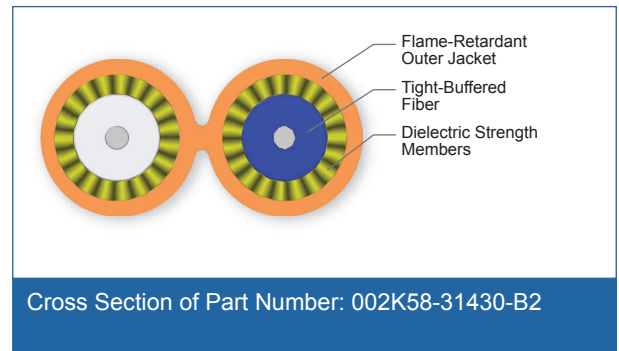 Flame-Retardant
Outer Jacket
Tight-Buffered
Fiber
Dielectric Strength
Members
Cross Section of Part Number: 002K58-31430-B2